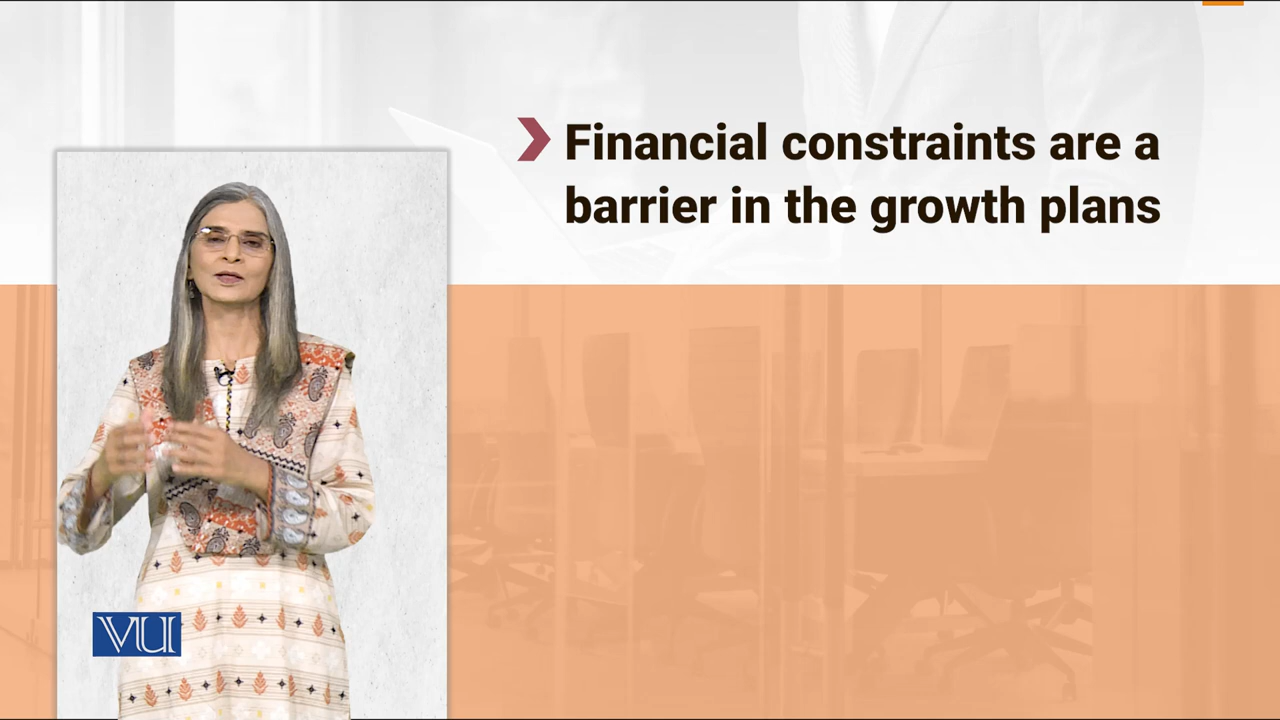 Financial constraints are a
barrier in the growth plans
VU